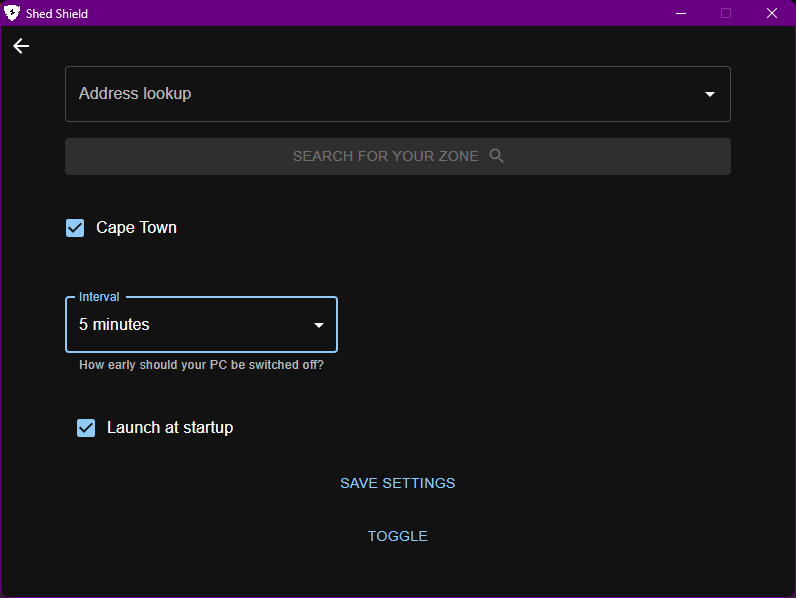 Shed Shield
Address lookup
SEARCH FOR YOUR ZONE
Cape Town
Interval
5 minutes
How early should your PC be switched off?
Launch at startup
SAVE SETTINGS
TOGGLE